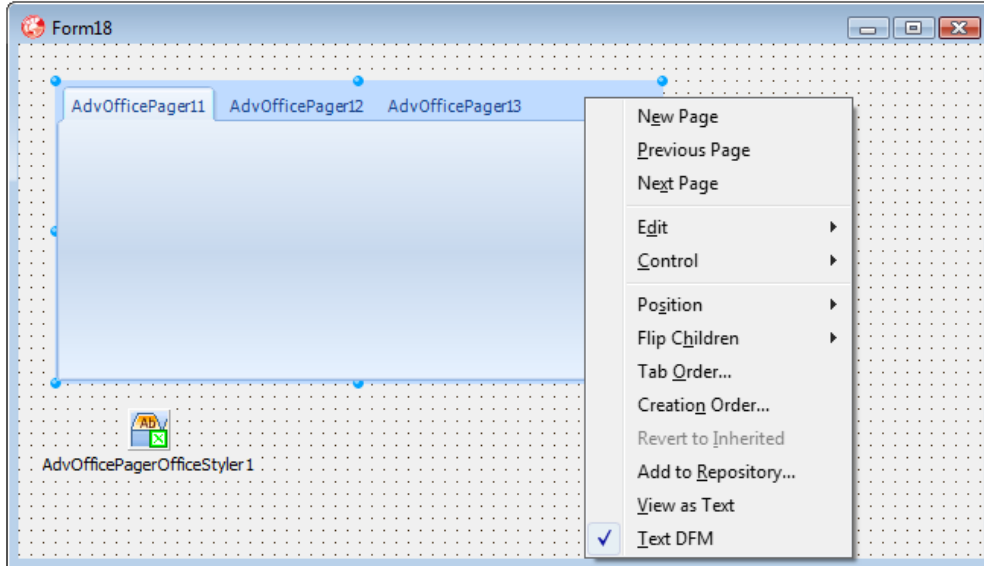 Form18
AdvOfficePager11 AdvOfficePager12 AdvOfficePager13
New Page
Previous Page
Next Page
Edit
Control
Position
Flip Children
Tab Order...
Creation Order...
Revert to Inherited
Add to Repository...
View as Text
Text DFM
Ab
AdvOfficePagerOfficeStyler1